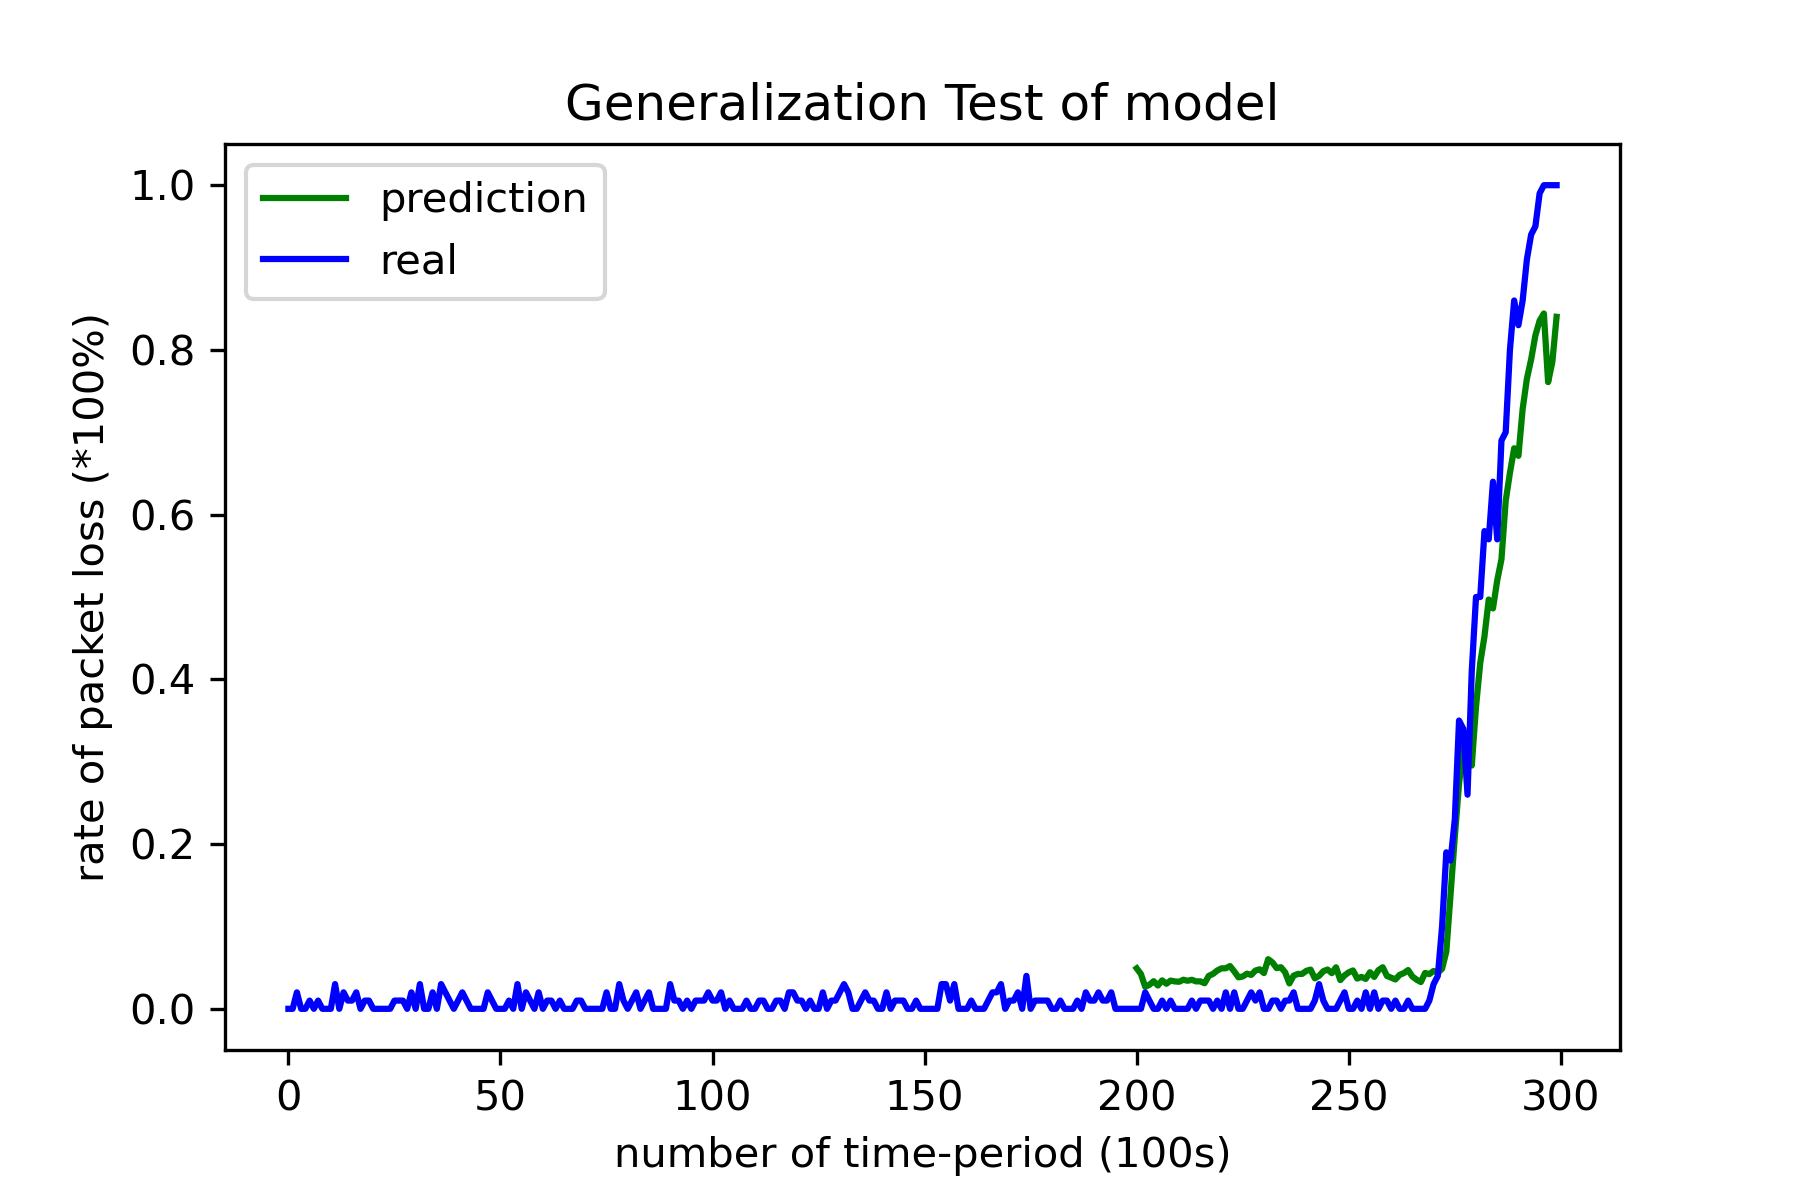 Generalization Test of model
prediction
real
1.0
0.8
0.6
0.4
0.2
0.0
rate of packet loss (*100%)
0 50 100 150 200 250 300
number of time-period (100s)